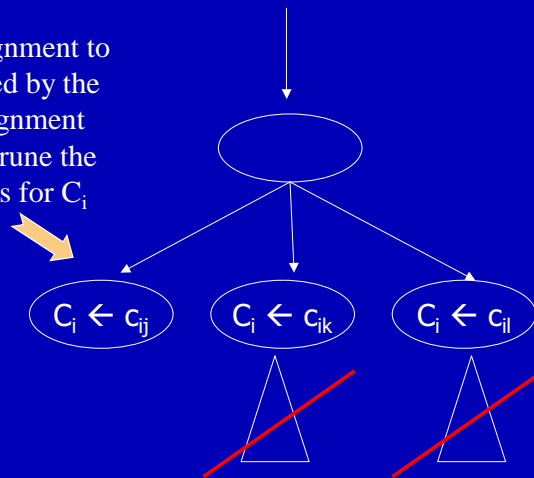 gnment to
ed by the
gnment
rune the
s for Cᵢ
Cᵢ ← cᵢⱼ
Cᵢ ← cᵢₖ
Cᵢ ← cᵢₗ